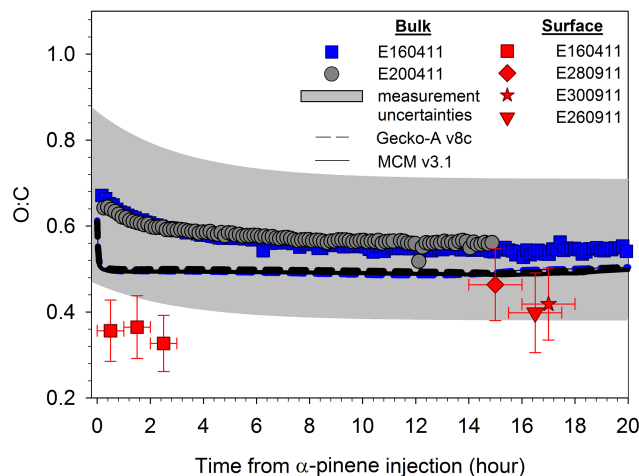 Bulk Surface
E160411 E160411
E200411 E280911
measurement E300911
uncertainties E260911
Gecko-A v8c
MCM v3.1
1.0
0.8
0.6
0.4
0.2
O:C
0 2 4 6 8 10 12 14 16 18 20
Time from α-pinene injection (hour)